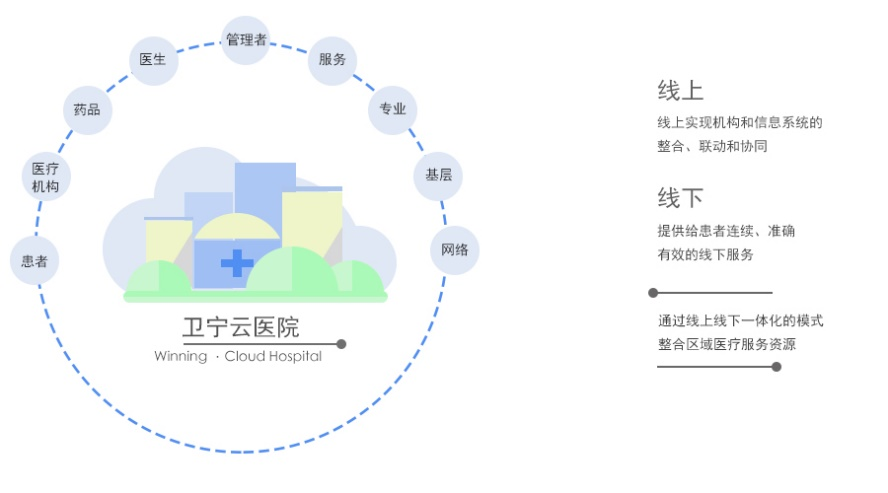 管理者
医生
服务
药品
专业
医疗
机构
基层
患者
网络
卫宁云医院
Winning · Cloud Hospital
线上
线上实现机构和信息系统的
整合、联动和协同
线下
提供给患者连续、准确
有效的线下服务
通过线上线下一体化的模式
整合区域医疗服务资源